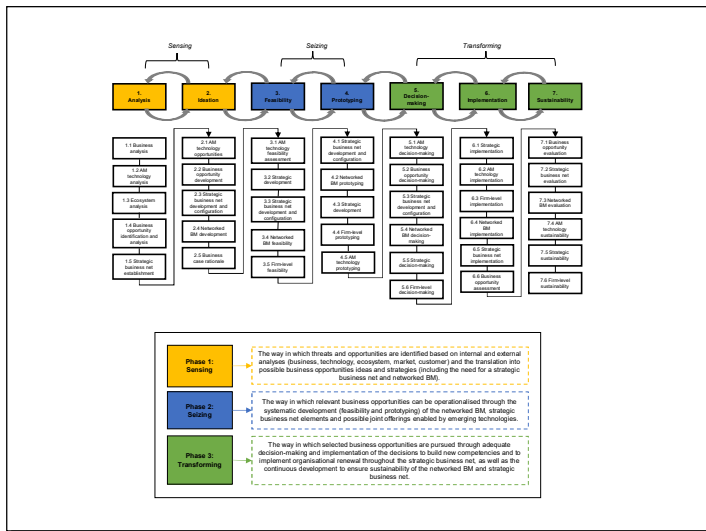 Sensing
Seizing
Transforming
1.
Analysis
2.
Ideation
3.
Feasibility
4.
Prototyping
5.
Decision-
making
6.
Implementation
7.
Sustainability
1.1 Business
analysis
1.2 AM
technology
analysis
1.3 Ecosystem
analysis
1.4 Business
opportunity
identification and
analysis
1.5 Strategic
business net
establishment
2.1 AM
technology
opportunities
2.2 Business
opportunity
development
2.3 Strategic
business net
development
and configuration
2.4 Networked
BM development
2.5 Business
case rationale
3.1 AM
technology
feasibility
assessment
3.2 Strategic
development
3.3 Strategic
business net
development and
configuration
3.4 Networked
BM feasibility
3.5 Firm-level
feasibility
4.1 Strategic
business net
development and
configuration
4.2 Networked
BM prototyping
4.3 Strategic
development
4.4 Firm-level
prototyping
4.5 AM
technology
prototyping
5.1 AM
technology
decision-making
5.2 Business
opportunity
decision-making
5.3 Strategic
business net
development and
configuration
5.4 Networked
BM decision-
making
5.5 Strategic
decision-making
5.6 Firm-level
decision-making
6.1 Strategic
implementation
6.2 AM
technology
implementation
6.3 Firm-level
implementation
6.4 Networked
BM
implementation
6.5 Strategic
business net
implementation
6.6 Business
opportunity
assessment
7.1 Business
opportunity
evaluation
7.2 Strategic
business net
evaluation
7.3 Networked
BM evaluation
7.4 AM
technology
sustainability
7.5 Strategic
sustainability
7.6 Firm-level
sustainability
Phase 1:
Sensing
The way in which threats and opportunities are identified based on internal and external
analyses (business, technology, ecosystem, market, customer) and the translation into
possible business opportunities ideas and strategies (including the need for a strategic
business net and networked BM).
Phase 2:
Seizing
The way in which relevant business opportunities can be operationalised through the
systematic development (feasibility and prototyping) of the networked BM, strategic
business net elements and possible joint offerings enabled by emerging technologies.
Phase 3:
Transforming
The way in which selected business opportunities are pursued through adequate
decision-making and implementation of the decisions to build new competencies and to
implement organisational renewal throughout the strategic business net, as well as the
continuous development to ensure sustainability of the networked BM and strategic
business net.